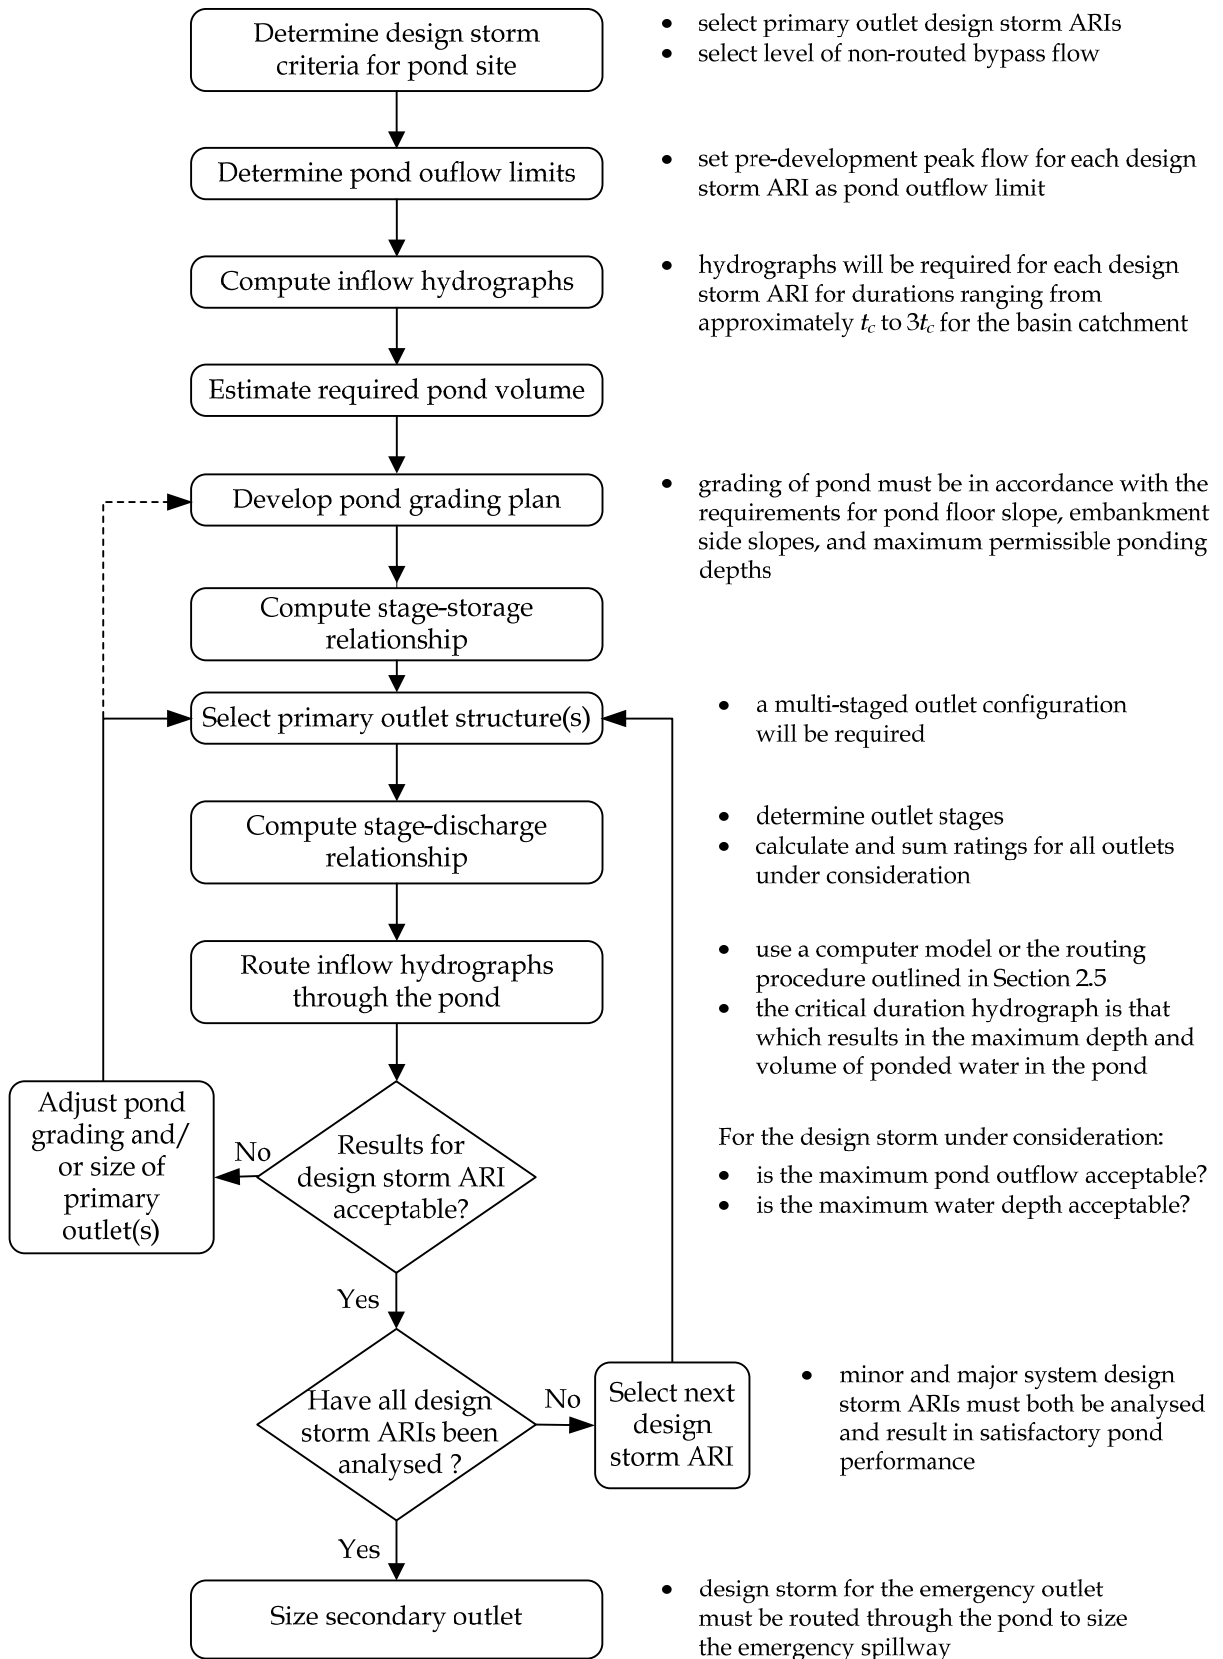 Determine design storm
criteria for pond site
• select primary outlet design storm ARIs
• select level of non-routed bypass flow
Determine pond ouflow limits
• set pre-development peak flow for each design
storm ARI as pond outflow limit
Compute inflow hydrographs
• hydrographs will be required for each design
storm ARI for durations ranging from
approximately tc to 3tc for the basin catchment
Estimate required pond volume
Develop pond grading plan
• grading of pond must be in accordance with the
requirements for pond floor slope, embankment
side slopes, and maximum permissible ponding
depths
Compute stage-storage
relationship
Select primary outlet structure(s)
• a multi-staged outlet configuration
will be required
Compute stage-discharge
relationship
• determine outlet stages
• calculate and sum ratings for all outlets
under consideration
Route inflow hydrographs
through the pond
• use a computer model or the routing
procedure outlined in Section 2.5
• the critical duration hydrograph is that
which results in the maximum depth and
volume of ponded water in the pond
Adjust pond
grading and/
or size of
primary
outlet(s)
No
Results for
design storm ARI
acceptable?
For the design storm under consideration:
• is the maximum pond outflow acceptable?
• is the maximum water depth acceptable?
Yes
Have all design
storm ARIs been
analysed ?
No
Select next
design
storm ARI
• minor and major system design
storm ARIs must both be analysed
and result in satisfactory pond
performance
Yes
Size secondary outlet
• design storm for the emergency outlet
must be routed through the pond to size
the emergency spillway